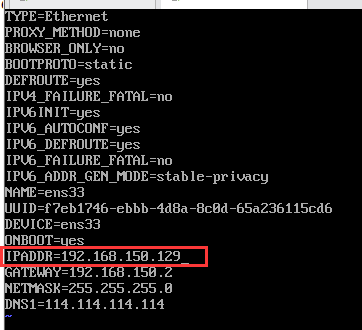 TYPE=Ethernet
PROXY_METHOD=none
BROWSER_ONLY=no
BOOTPROTO=static
DEFROUTE=yes
IPV4_FAILURE_FATAL=no
IPV6INIT=yes
IPV6_AUTOCONF=yes
IPV6_DEFROUTE=yes
IPV6_FAILURE_FATAL=no
IPV6_ADDR_GEN_MODE=stable-privacy
NAME=ens33
UUID=f7eb1746-ebbb-4d8a-8c0d-65a236115cd6
DEVICE=ens33
ONBOOT=yes
IPADDR=192.168.150.129_
GATEWAY=192.168.150.2
NETMASK=255.255.255.0
DNS1=114.114.114.114
~